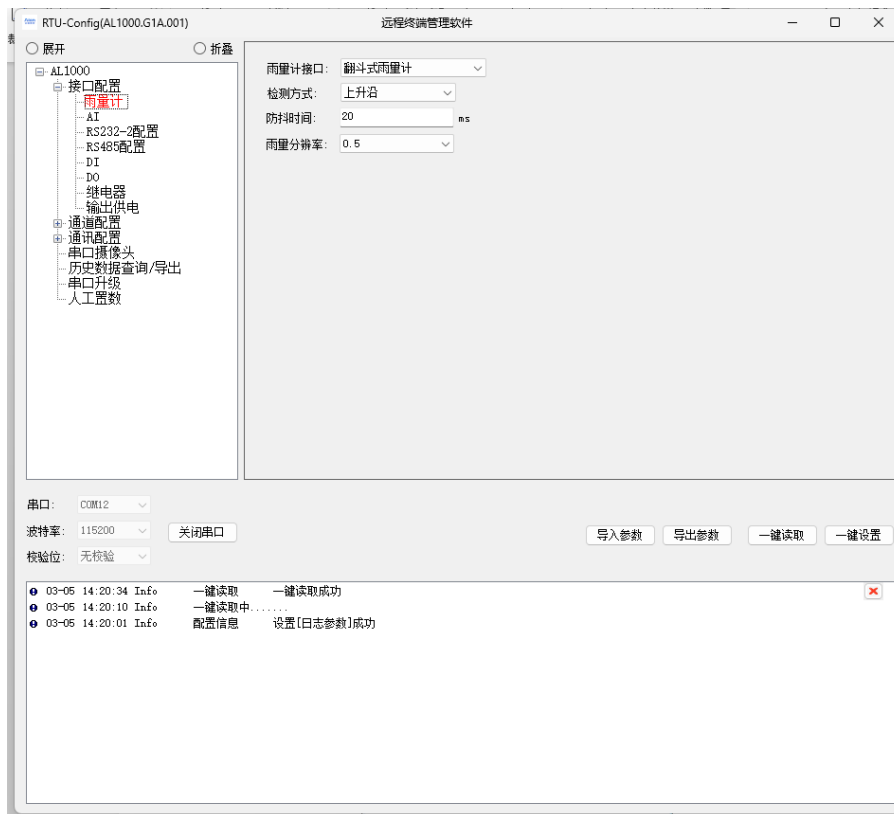 RTU-Config(AL1000.G1A.001) 远程终端管理软件
展开 折叠
AL1000
接口配置
雨量计
AI
RS232-2配置
RS485配置
DI
DO
继电器
输出供电
通道配置
通讯配置
串口摄像头
历史数据查询/导出
串口升级
人工置数
雨量计接口: 翻斗式雨量计
检测方式: 上升沿
防抖时间: 20 ms
雨量分辨率: 0.5
串口: COM12
波特率: 115200 关闭串口
校验位: 无校验
导入参数 导出参数 一键读取 一键设置
03-05 14:20:34 Info 一键读取 一键读取成功
03-05 14:20:10 Info 一键读取中.......
03-05 14:20:01 Info 配置信息 设置[日志参数]成功